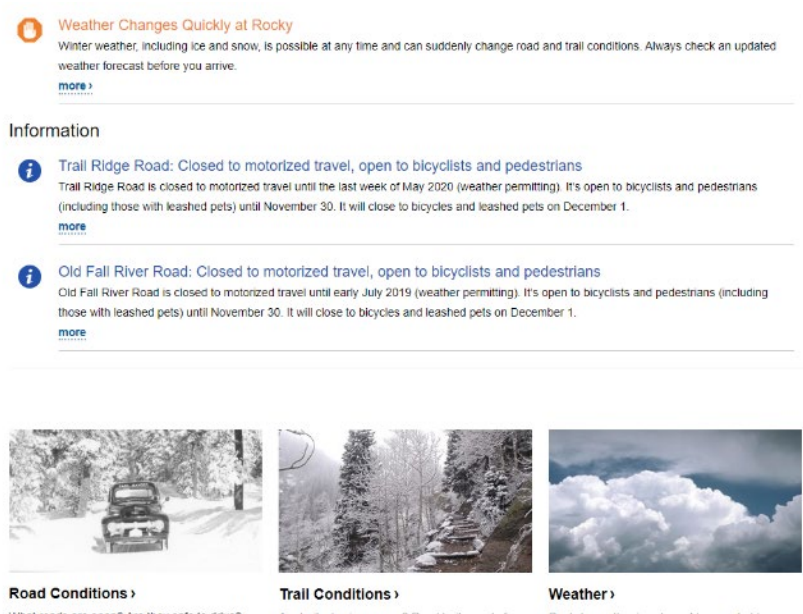 Weather Changes Quickly at Rocky
Winter weather, including ice and snow, is possible at any time and can suddenly change road and trail conditions. Always check an updated
weather forecast before you arrive.
more ›
Information
Trail Ridge Road: Closed to motorized travel, open to bicyclists and pedestrians
Trail Ridge Road is closed to motorized travel until the last week of May 2020 (weather permitting). It's open to bicyclists and pedestrians
(including those with leashed pets) until November 30. It will close to bicycles and leashed pets on December 1.
more
Old Fall River Road: Closed to motorized travel, open to bicyclists and pedestrians
Old Fall River Road is closed to motorized travel until early July 2019 (weather permitting). It's open to bicyclists and pedestrians (including
those with leashed pets) until November 30. It will close to bicycles and leashed pets on December 1.
more
Road Conditions ›
Trail Conditions ›
Weather ›